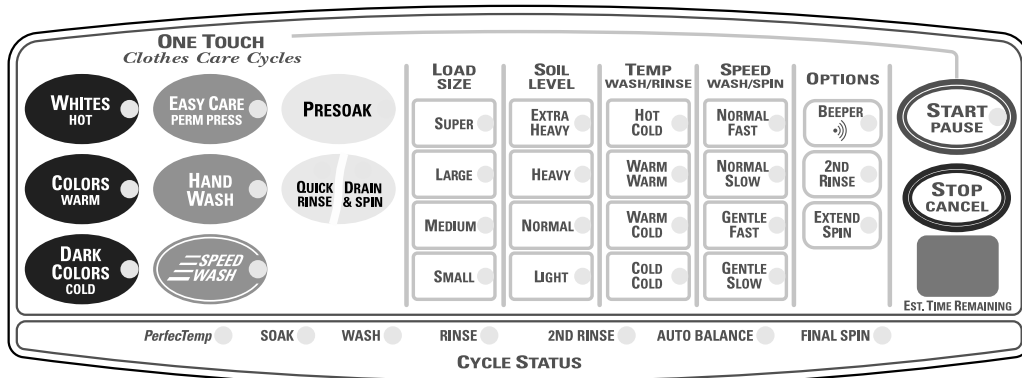 ONE TOUCH
Clothes Care Cycles
WHITES
HOT
EASY CARE
PERM PRESS
PRESOAK
COLORS
WARM
HAND
WASH
QUICK
RINSE
DRAIN
& SPIN
DARK
COLORS
COLD
SPEED
WASH
LOAD
SIZE
SUPER
LARGE
MEDIUM
SMALL
SOIL
LEVEL
EXTRA
HEAVY
HEAVY
NORMAL
LIGHT
TEMP
WASH/RINSE
HOT
COLD
WARM
WARM
WARM
COLD
COLD
COLD
SPEED
WASH/SPIN
NORMAL
FAST
NORMAL
SLOW
GENTLE
FAST
GENTLE
SLOW
OPTIONS
BEEPER
2ND
RINSE
EXTEND
SPIN
START
PAUSE
STOP
CANCEL
EST. TIME REMAINING
PerfecTemp SOAK WASH RINSE 2ND RINSE AUTO BALANCE FINAL SPIN
CYCLE STATUS